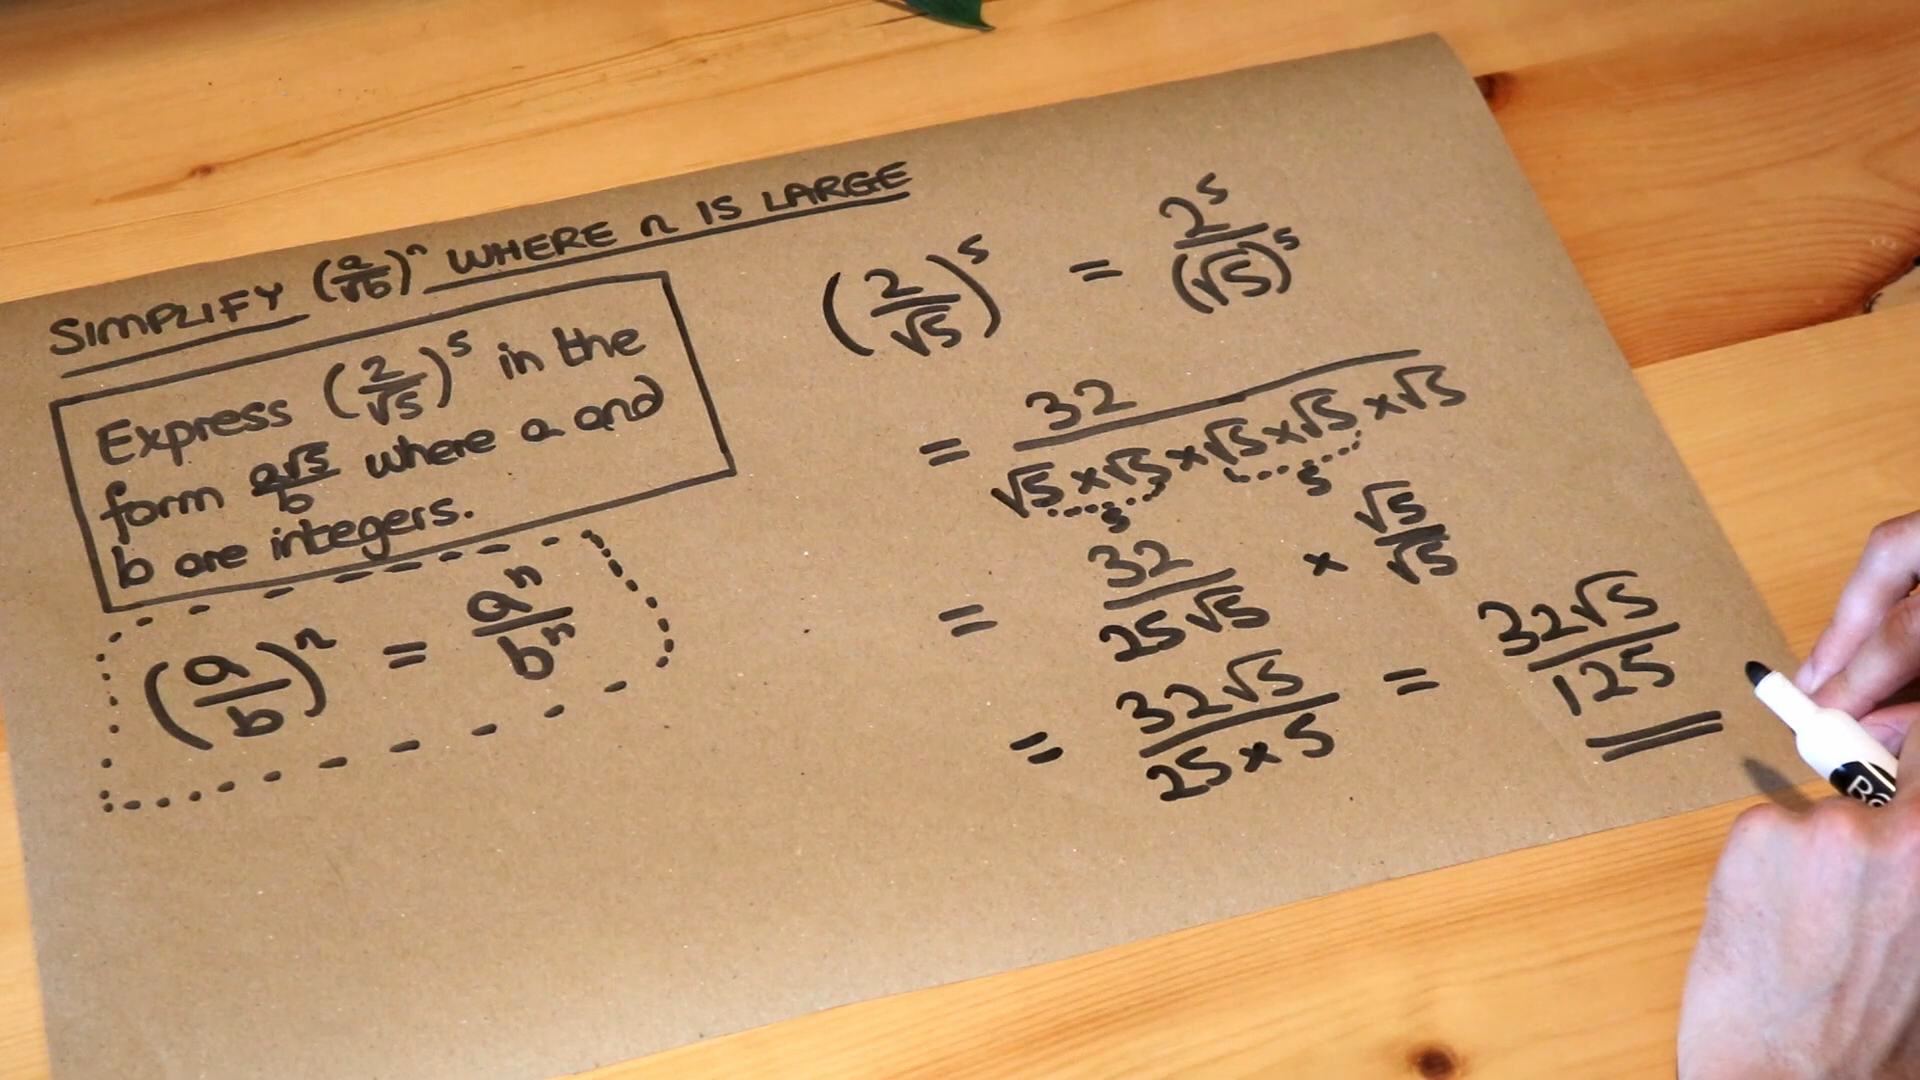 SIMPLIFY (a/√b)ⁿ WHERE n IS LARGE
Express (2/√5)⁵ in the
form a√5/b where a and
b are integers.
(a/b)ⁿ = aⁿ/bⁿ
(2/√5)⁵ = 2⁵/(√5)⁵
= 32/(√5×√5×√5×√5×√5)
5 5
= 32/25√5 × √5/√5
= 32√5/(25×5) = 32√5/125